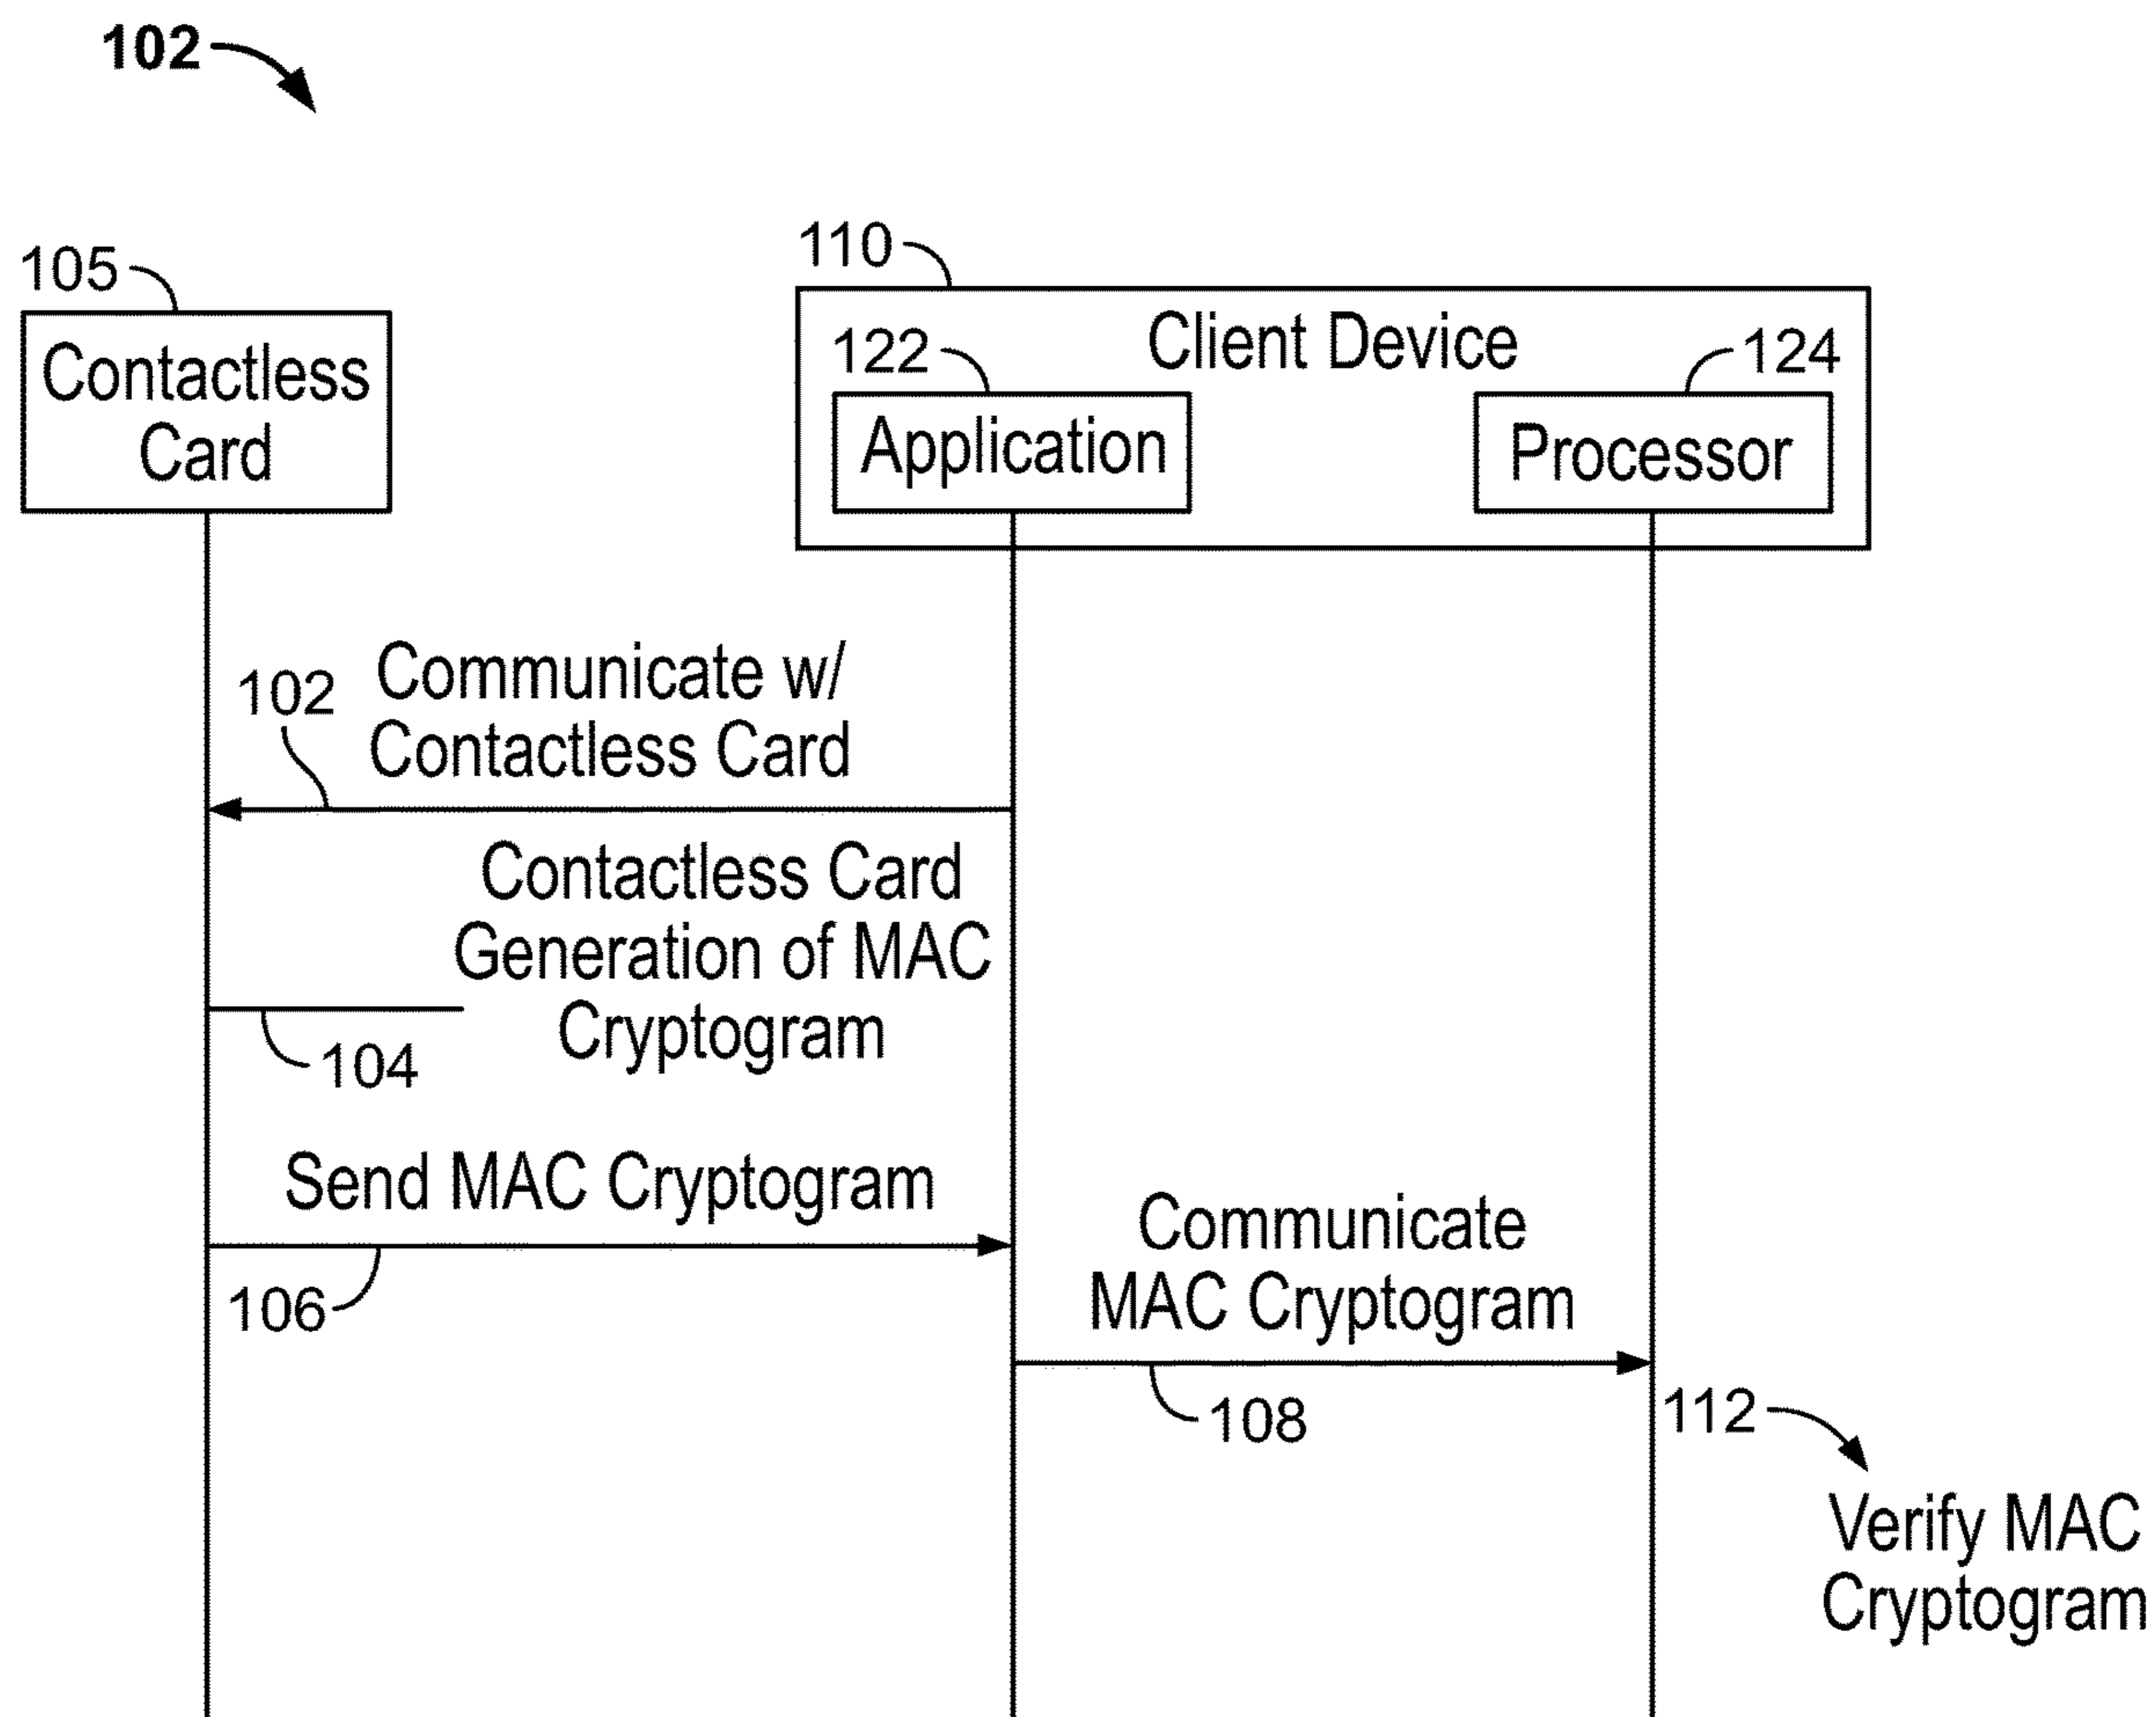 102
105
Contactless
Card
110
Client Device
122
124
Application
Processor
102
Communicate w/
Contactless Card
Contactless Card
Generation of MAC
Cryptogram
104
Send MAC Cryptogram
106
Communicate
MAC Cryptogram
108
112
Verify MAC
Cryptogram